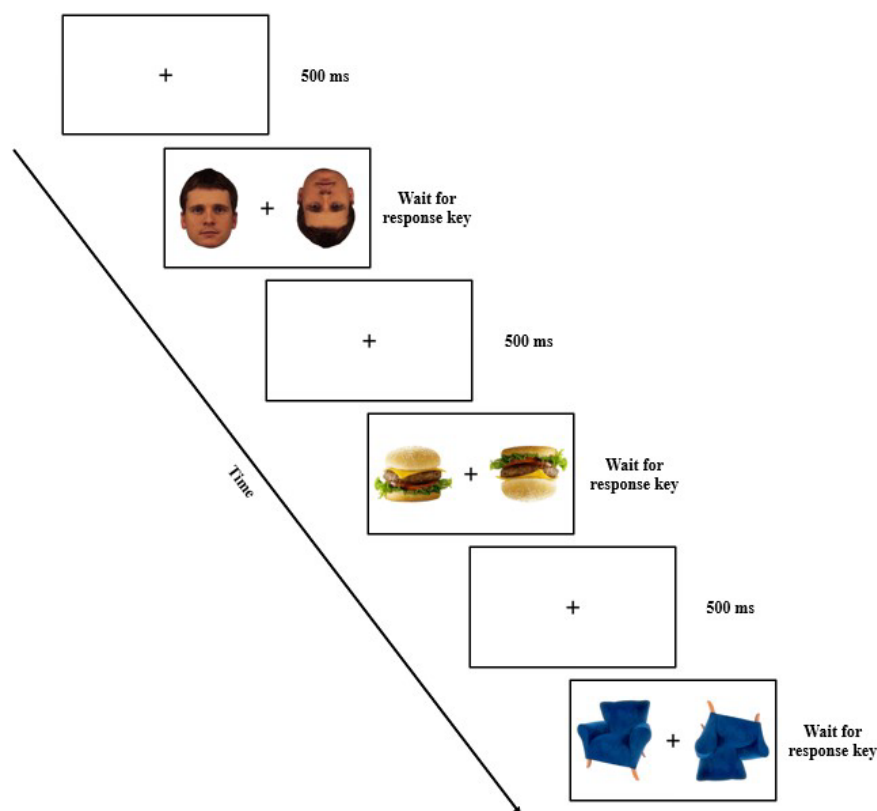 +
500 ms
+
Wait for
response key
+
500 ms
+
Wait for
response key
Time
+
500 ms
+
Wait for
response key